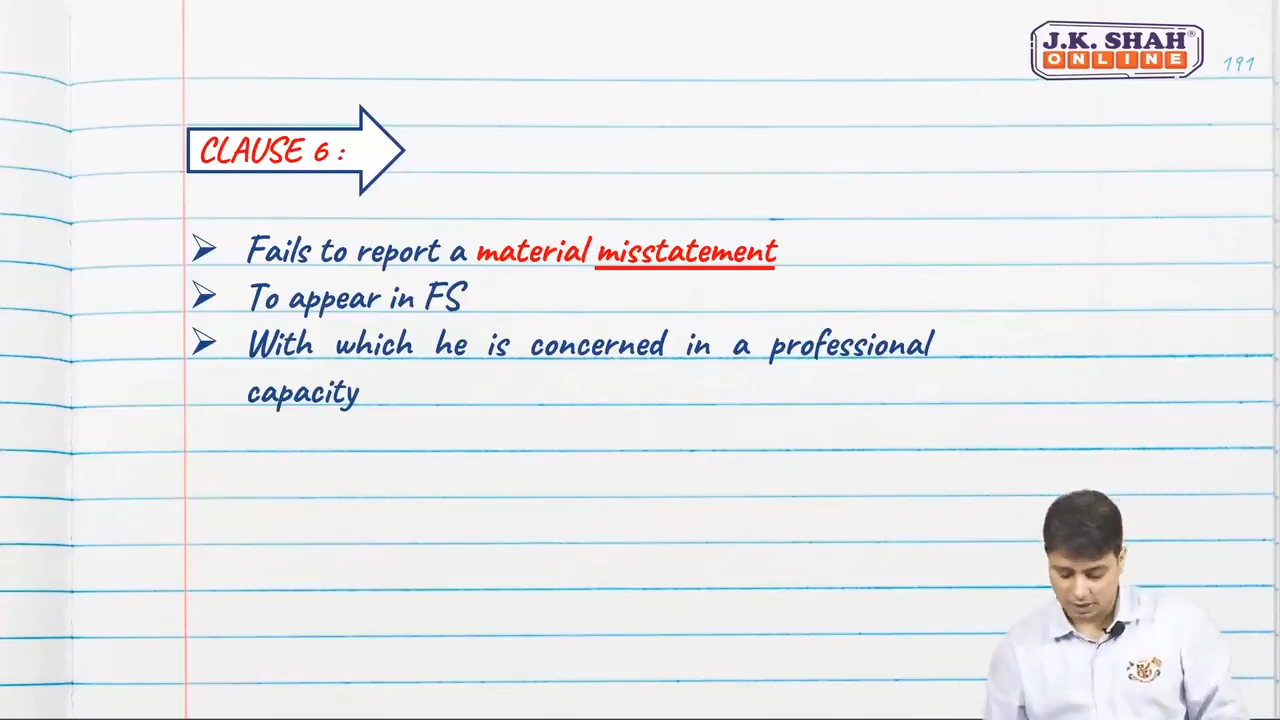 J.K. SHAH®
ONLINE
191
CLAUSE 6 :
Fails to report a material misstatement
To appear in FS
With which he is concerned in a professional
capacity